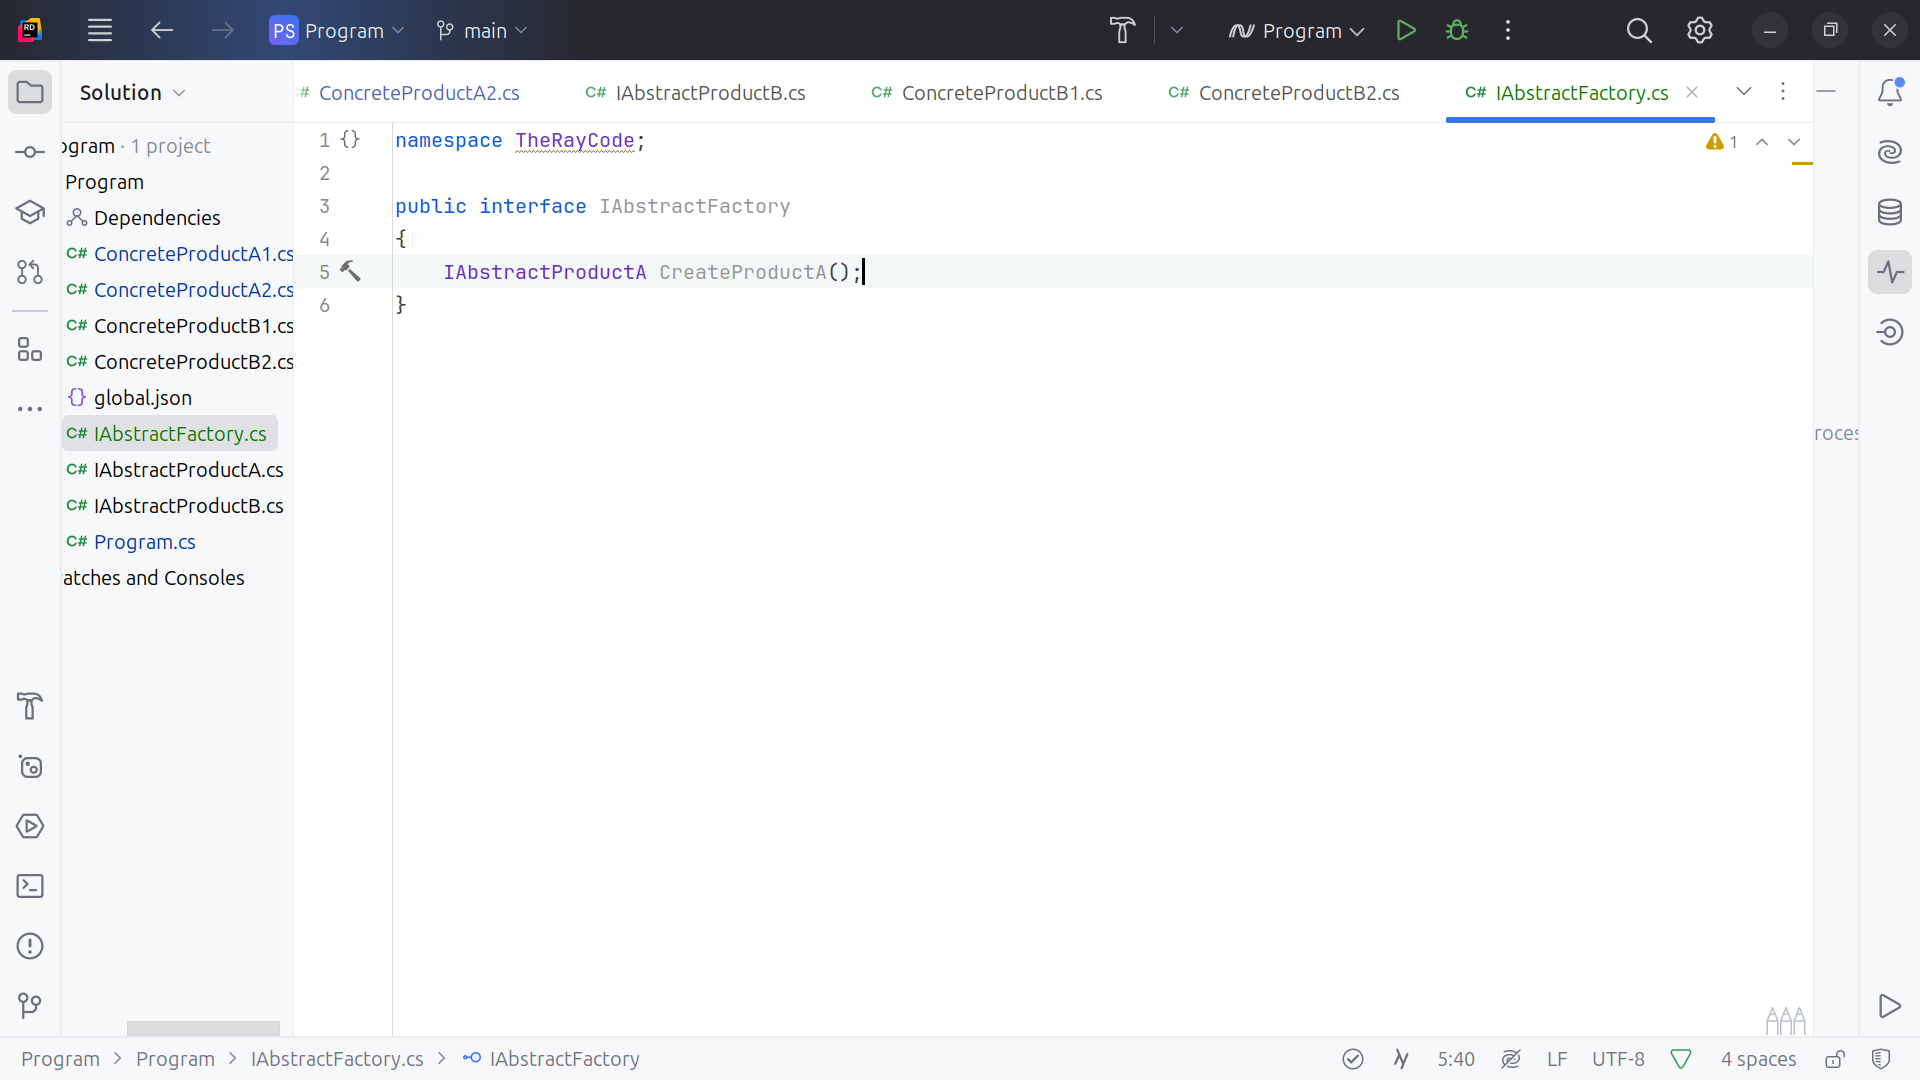 PS Program main Program
Solution
C# ConcreteProductA2.cs C# IAbstractProductB.cs C# ConcreteProductB1.cs C# ConcreteProductB2.cs C# IAbstractFactory.cs
ogram · 1 project
Program
Dependencies
C# ConcreteProductA1.cs
C# ConcreteProductA2.cs
C# ConcreteProductB1.cs
C# ConcreteProductB2.cs
{} global.json
C# IAbstractFactory.cs
C# IAbstractProductA.cs
C# IAbstractProductB.cs
C# Program.cs
atches and Consoles
1 {} namespace TheRayCode;
2
3 public interface IAbstractFactory
4 {
5 IAbstractProductA CreateProductA();
6 }
1
roces
Program > Program > IAbstractFactory.cs > IAbstractFactory
5:40 LF UTF-8 4 spaces